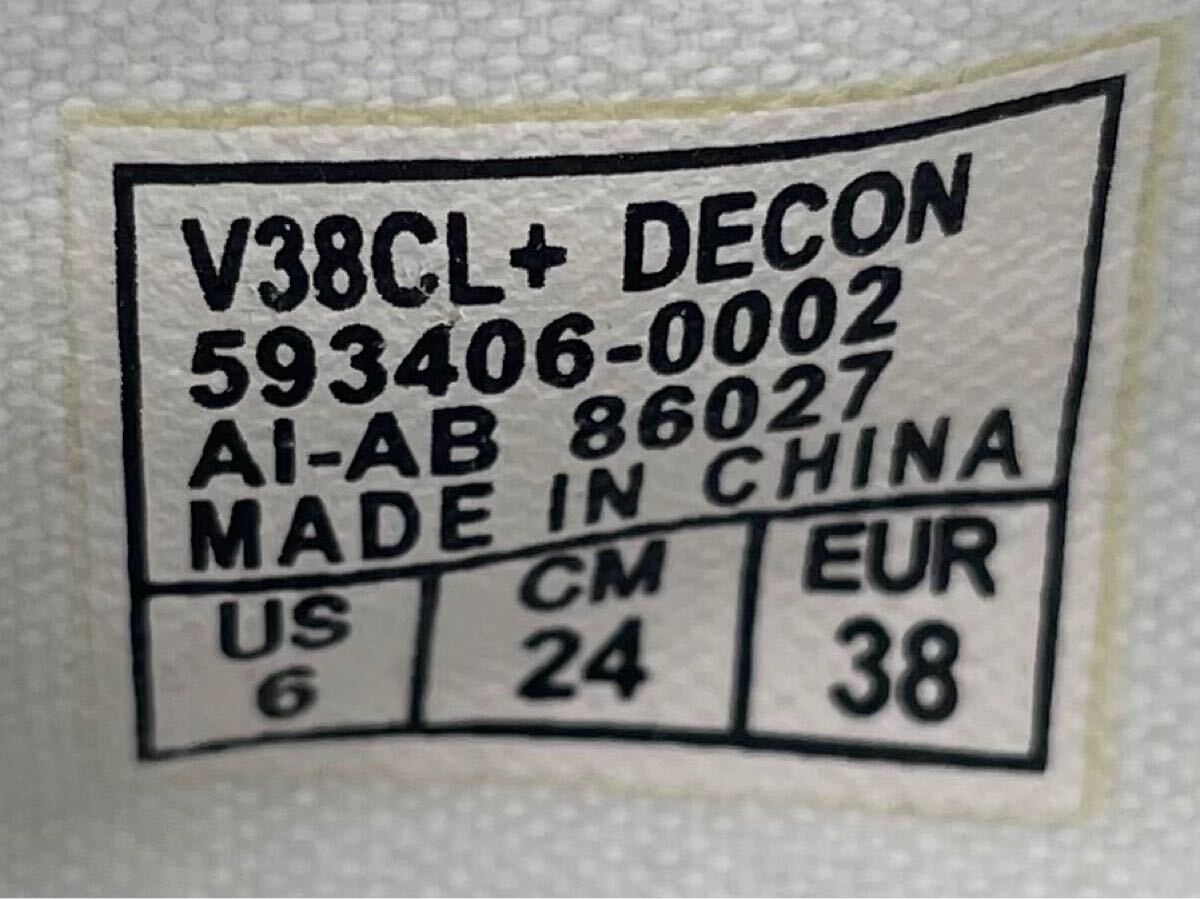 V38CL+ DECON
593406-0002
AI-AB 86027
MADE IN CHINA
US CM EUR
6 24 38